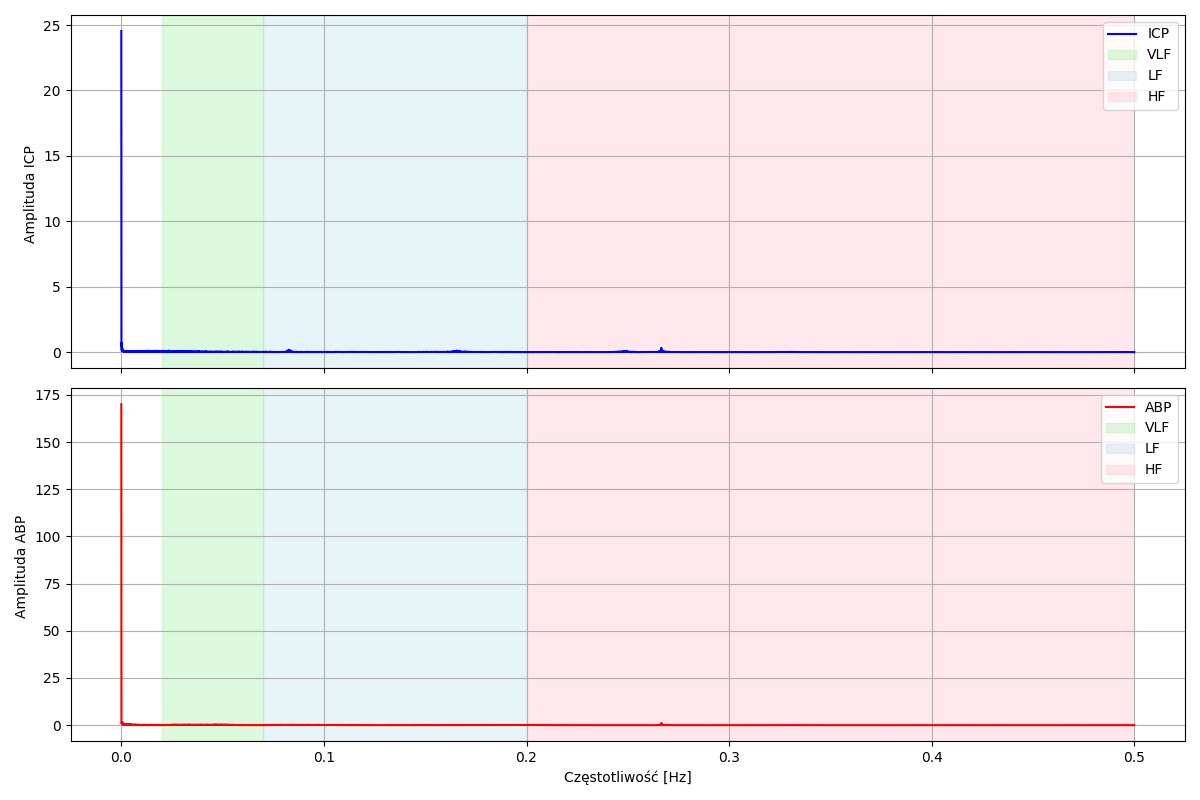 25
20
15
10
5
0
Amplituda ICP
ICP
VLF
LF
HF
175
150
125
100
75
50
25
0
Amplituda ABP
ABP
VLF
LF
HF
0.0 0.1 0.2 0.3 0.4 0.5
Częstotliwość [Hz]